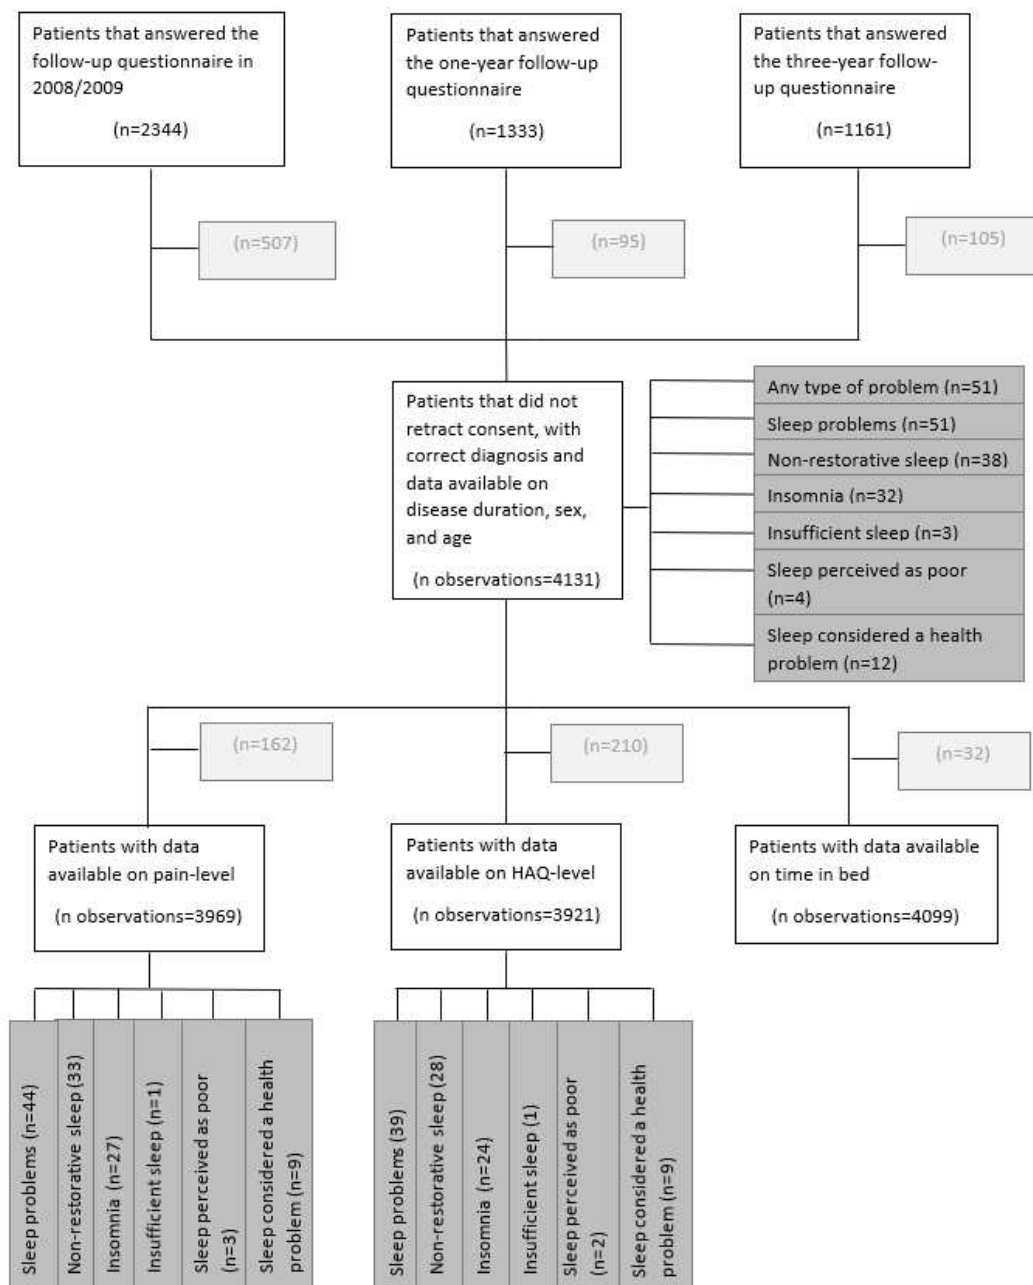 Patients that answered the
follow-up questionnaire in
2008/2009
(n=2344)
Patients that answered
the one-year follow-up
questionnaire
(n=1333)
Patients that answered
the three-year follow-
up questionnaire
(n=1161)
(n=507)
(n=95)
(n=105)
Patients that did not
retract consent, with
correct diagnosis and
data available on
disease duration, sex,
and age
(n observations=4131)
Any type of problem (n=51)
Sleep problems (n=51)
Non-restorative sleep (n=38)
Insomnia (n=32)
Insufficient sleep (n=3)
Sleep perceived as poor
(n=4)
Sleep considered a health
problem (n=12)
(n=162)
(n=210)
(n=32)
Patients with data
available on pain-level
(n observations=3969)
Patients with data
available on HAQ-level
(n observations=3921)
Patients with data available
on time in bed
(n observations=4099)
Sleep problems (n=44)
Non-restorative sleep (33)
Insomnia (n=27)
Insufficient sleep (n=1)
Sleep perceived as poor
(n=3)
Sleep considered a health
problem (n=9)
Sleep problems (39)
Non-restorative sleep (28)
Insomnia (n=24)
Insufficient sleep (1)
Sleep perceived as poor
(n=2)
Sleep considered a health
problem (n=9)